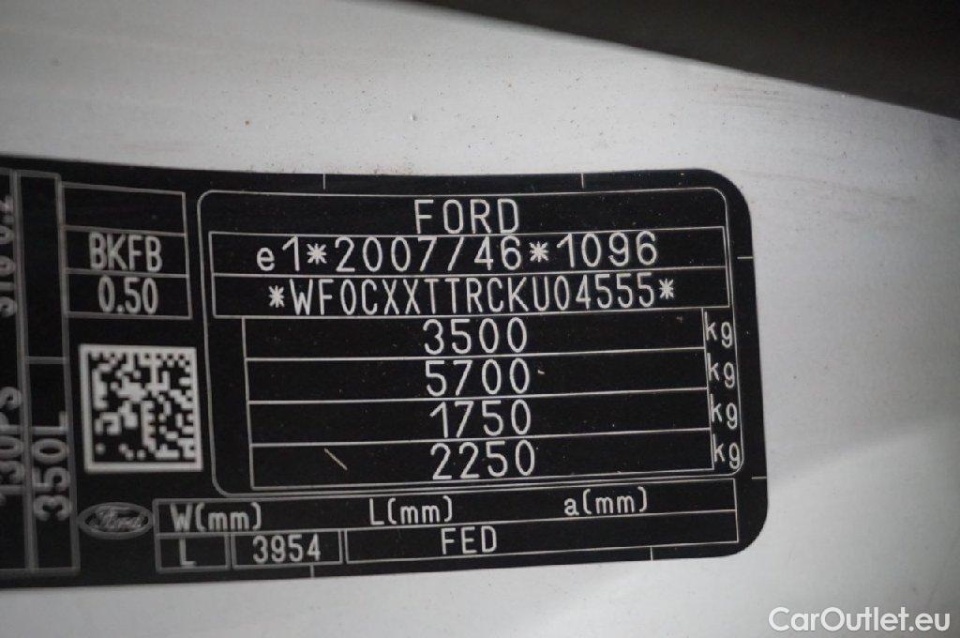 FORD
e1*2007/46*1096
*WF0CXXTTRCKU04555*
3500 kg
5700 kg
1750 kg
2250 kg
BKFB
0.50
130PS
350L
Ford
W(mm) L(mm) a(mm)
L 3954 FED
CarOutlet.eu